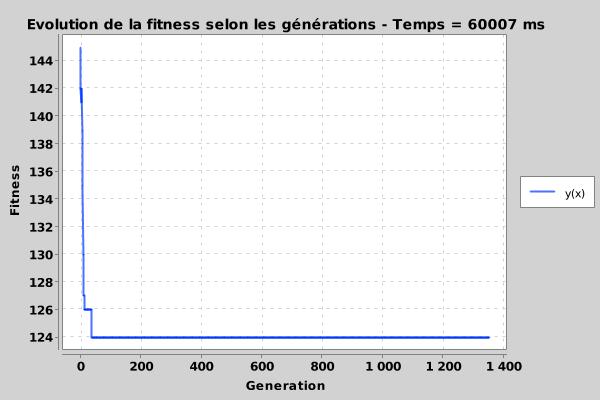 Evolution de la fitness selon les générations - Temps = 60007 ms
144
142
140
138
136
134
132
130
128
126
124
Fitness
0 200 400 600 800 1 000 1 200 1 400
Generation
y(x)